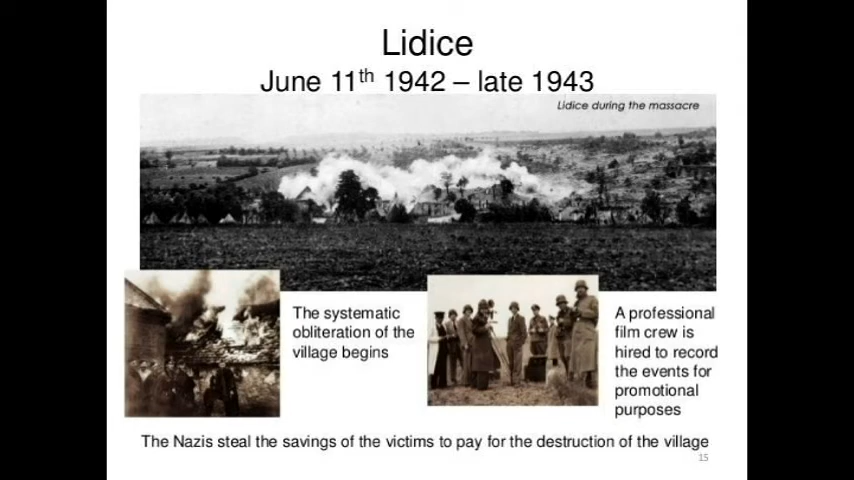 Lidice
June 11th 1942 – late 1943
Lidice during the massacre
The systematic
obliteration of the
village begins
A professional
film crew is
hired to record
the events for
promotional
purposes
The Nazis steal the savings of the victims to pay for the destruction of the village
15